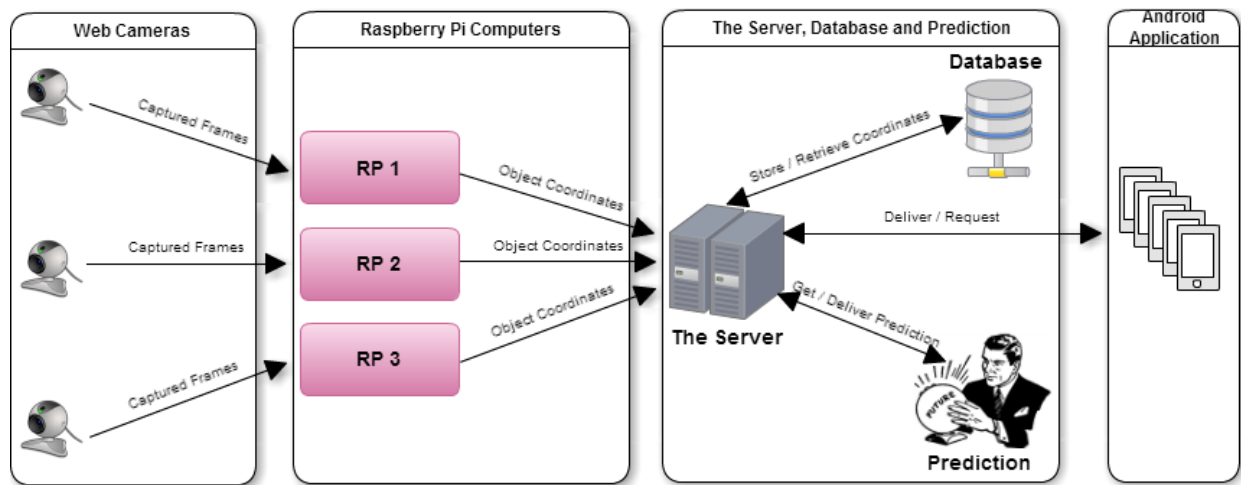 Web Cameras
Captured Frames
Captured Frames
Captured Frames
Raspberry Pi Computers
RP 1
RP 2
RP 3
Object Coordinates
Object Coordinates
Object Coordinates
The Server, Database and Prediction
Database
Store / Retrieve Coordinates
Deliver / Request
The Server
Get / Deliver Prediction
FUTURE
Prediction
Android
Application